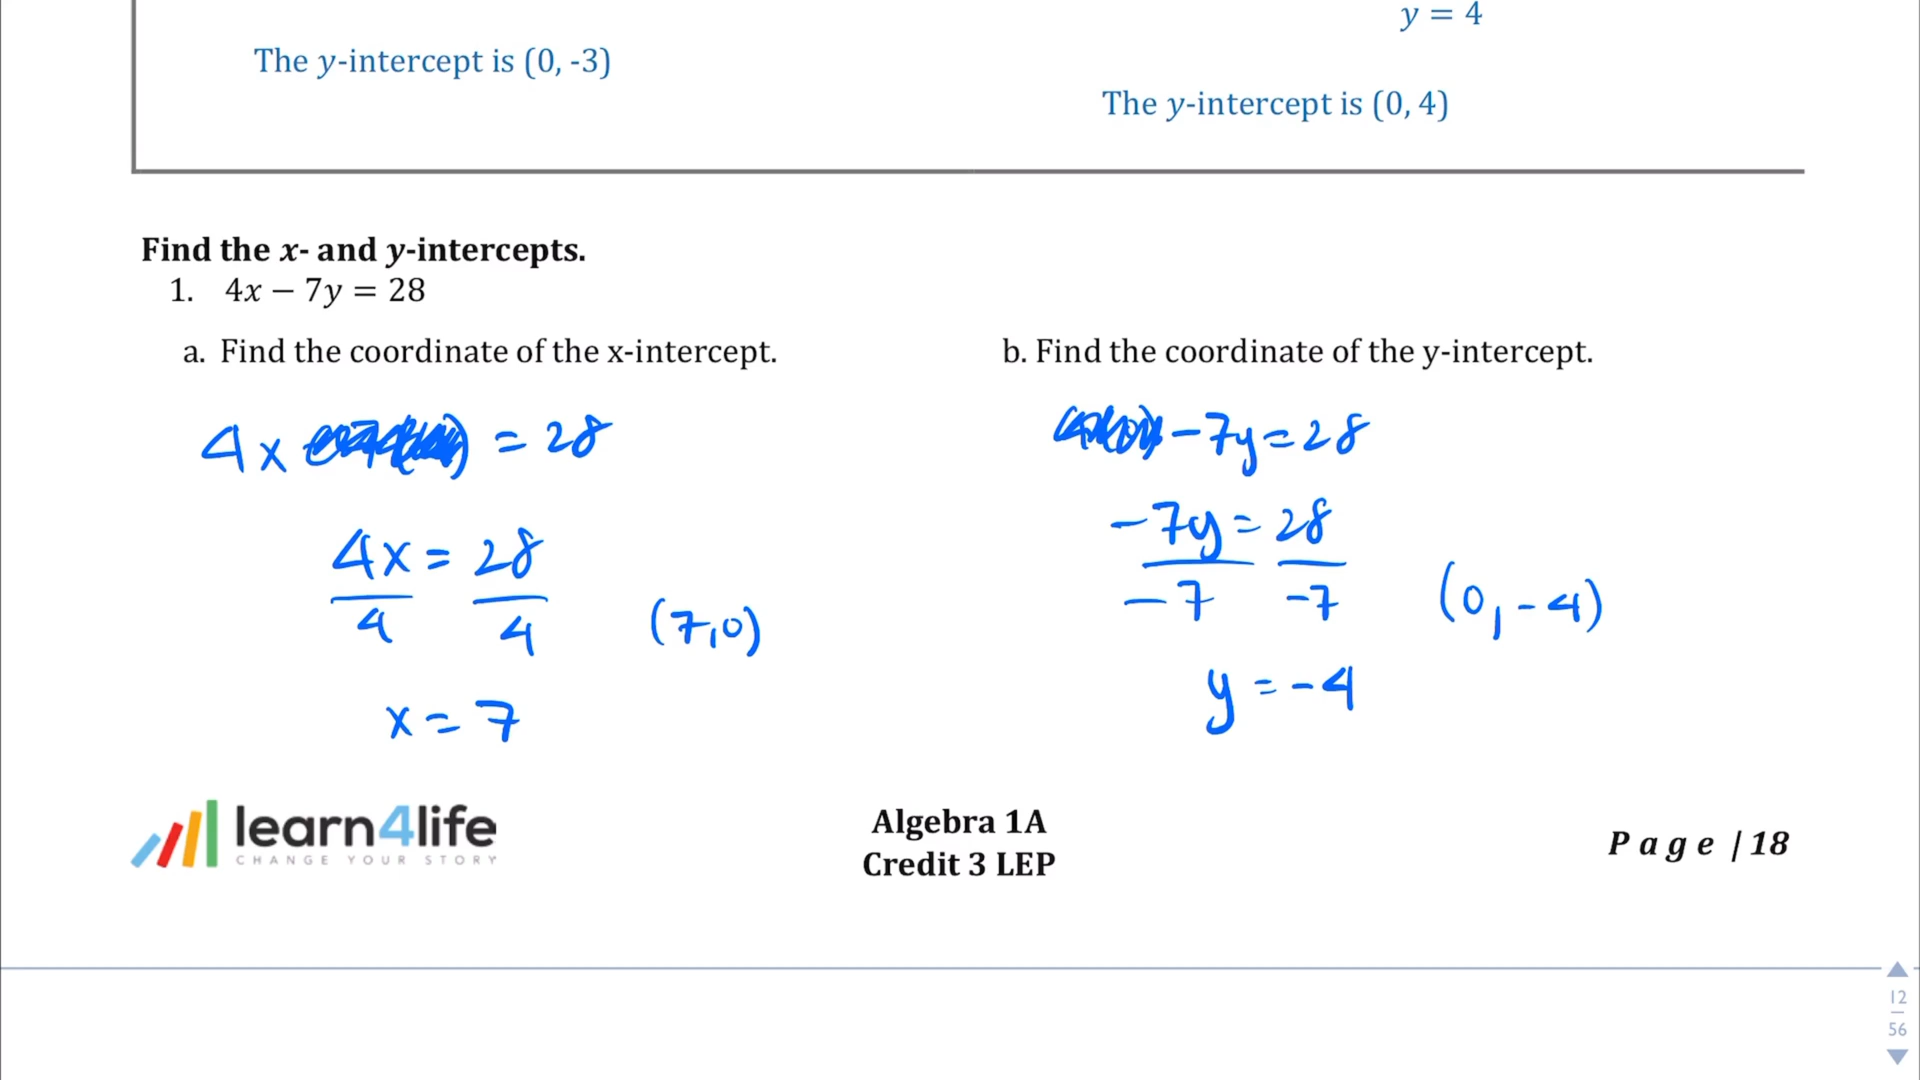 y = 4
The y-intercept is (0, -3)
The y-intercept is (0, 4)
Find the x- and y-intercepts.
1. 4x − 7y = 28
a. Find the coordinate of the x-intercept.
b. Find the coordinate of the y-intercept.
4x = 28
4x = 28
4 4
(7,0)
x = 7
-7y = 28
-7y = 28
-7 -7
(0, -4)
y = -4
learn4life
CHANGE YOUR STORY
Algebra 1A
Credit 3 LEP
Page | 18
12
56